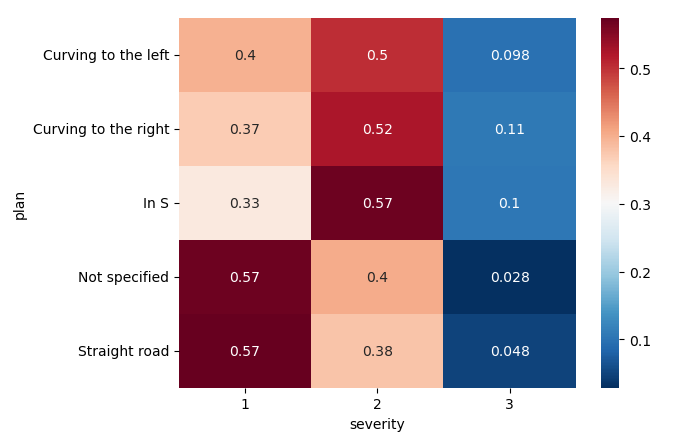 Curving to the left 0.4 0.5 0.098
Curving to the right 0.37 0.52 0.11
In S 0.33 0.57 0.1
Not specified 0.57 0.4 0.028
Straight road 0.57 0.38 0.048
1 2 3
severity
plan
0.5
0.4
0.3
0.2
0.1